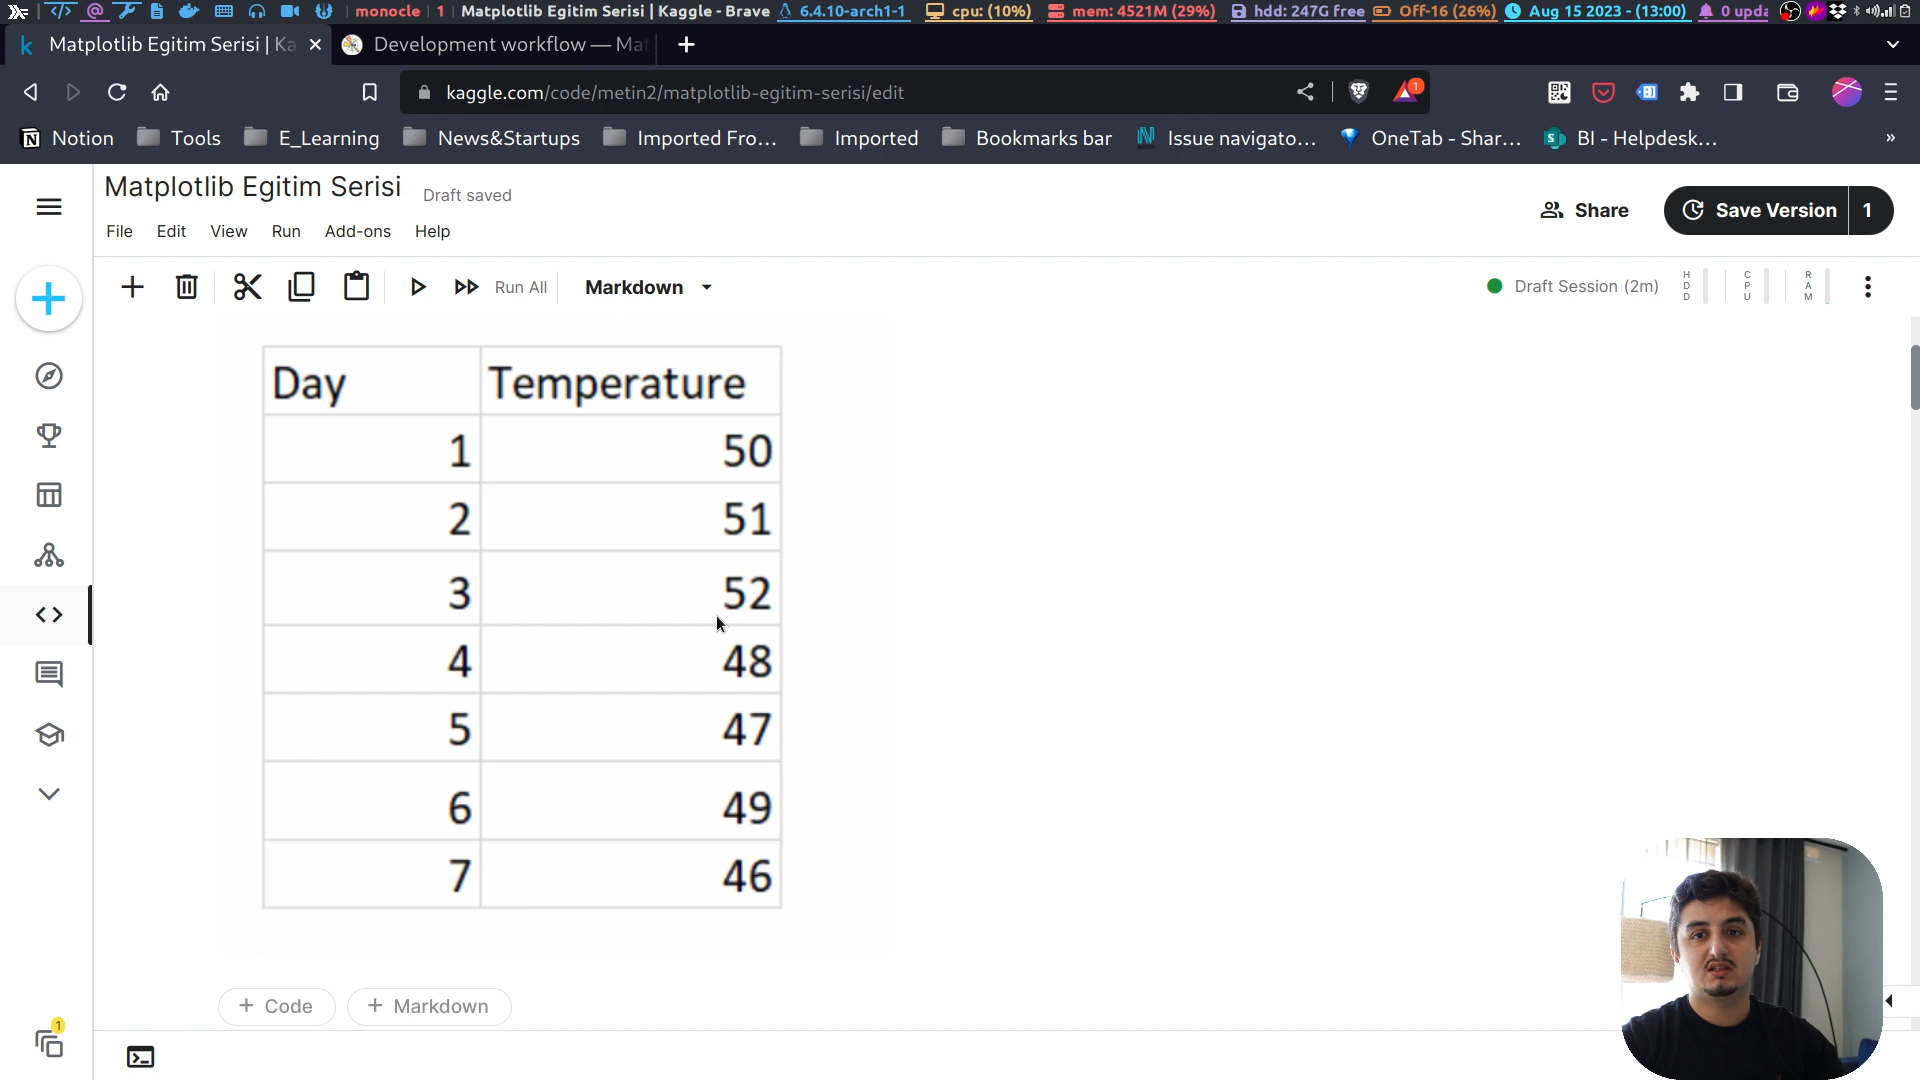 monocle 1 Matplotlib Egitim Serisi | Kaggle - Brave 6.4.10-arch1-1 cpu: (10%) mem: 4521M (29%) hdd: 247G free Off-16 (26%) Aug 15 2023 - (13:00) 0 upda
Matplotlib Egitim Serisi | Ka Development workflow — Mat
kaggle.com/code/metin2/matplotlib-egitim-serisi/edit 1
Notion Tools E_Learning News&Startups Imported Fro... Imported Bookmarks bar Issue navigato... OneTab - Shar... BI - Helpdesk... »
Matplotlib Egitim Serisi Draft saved
Share Save Version 1
File Edit View Run Add-ons Help
Run All Markdown Draft Session (2m) HDD CPU RAM
Day Temperature
1 50
2 51
3 52
4 48
5 47
6 49
7 46
+ Code + Markdown
1